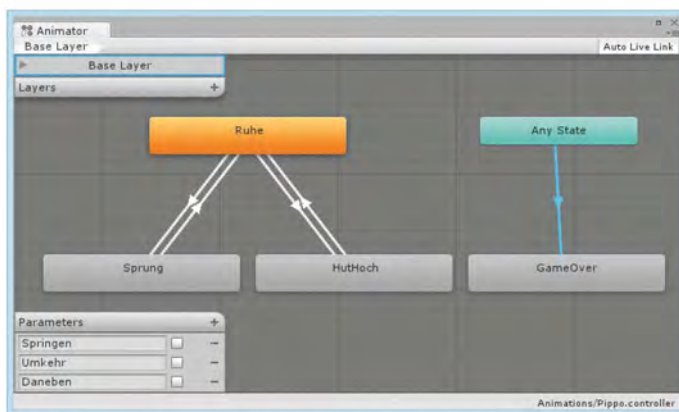 Animator
Base Layer
Auto Live Link
Base Layer
Layers
Ruhe
Any State
Sprung
HutHoch
GameOver
Parameters
Springen
Umkehr
Daneben
Animations/Pippo.controller